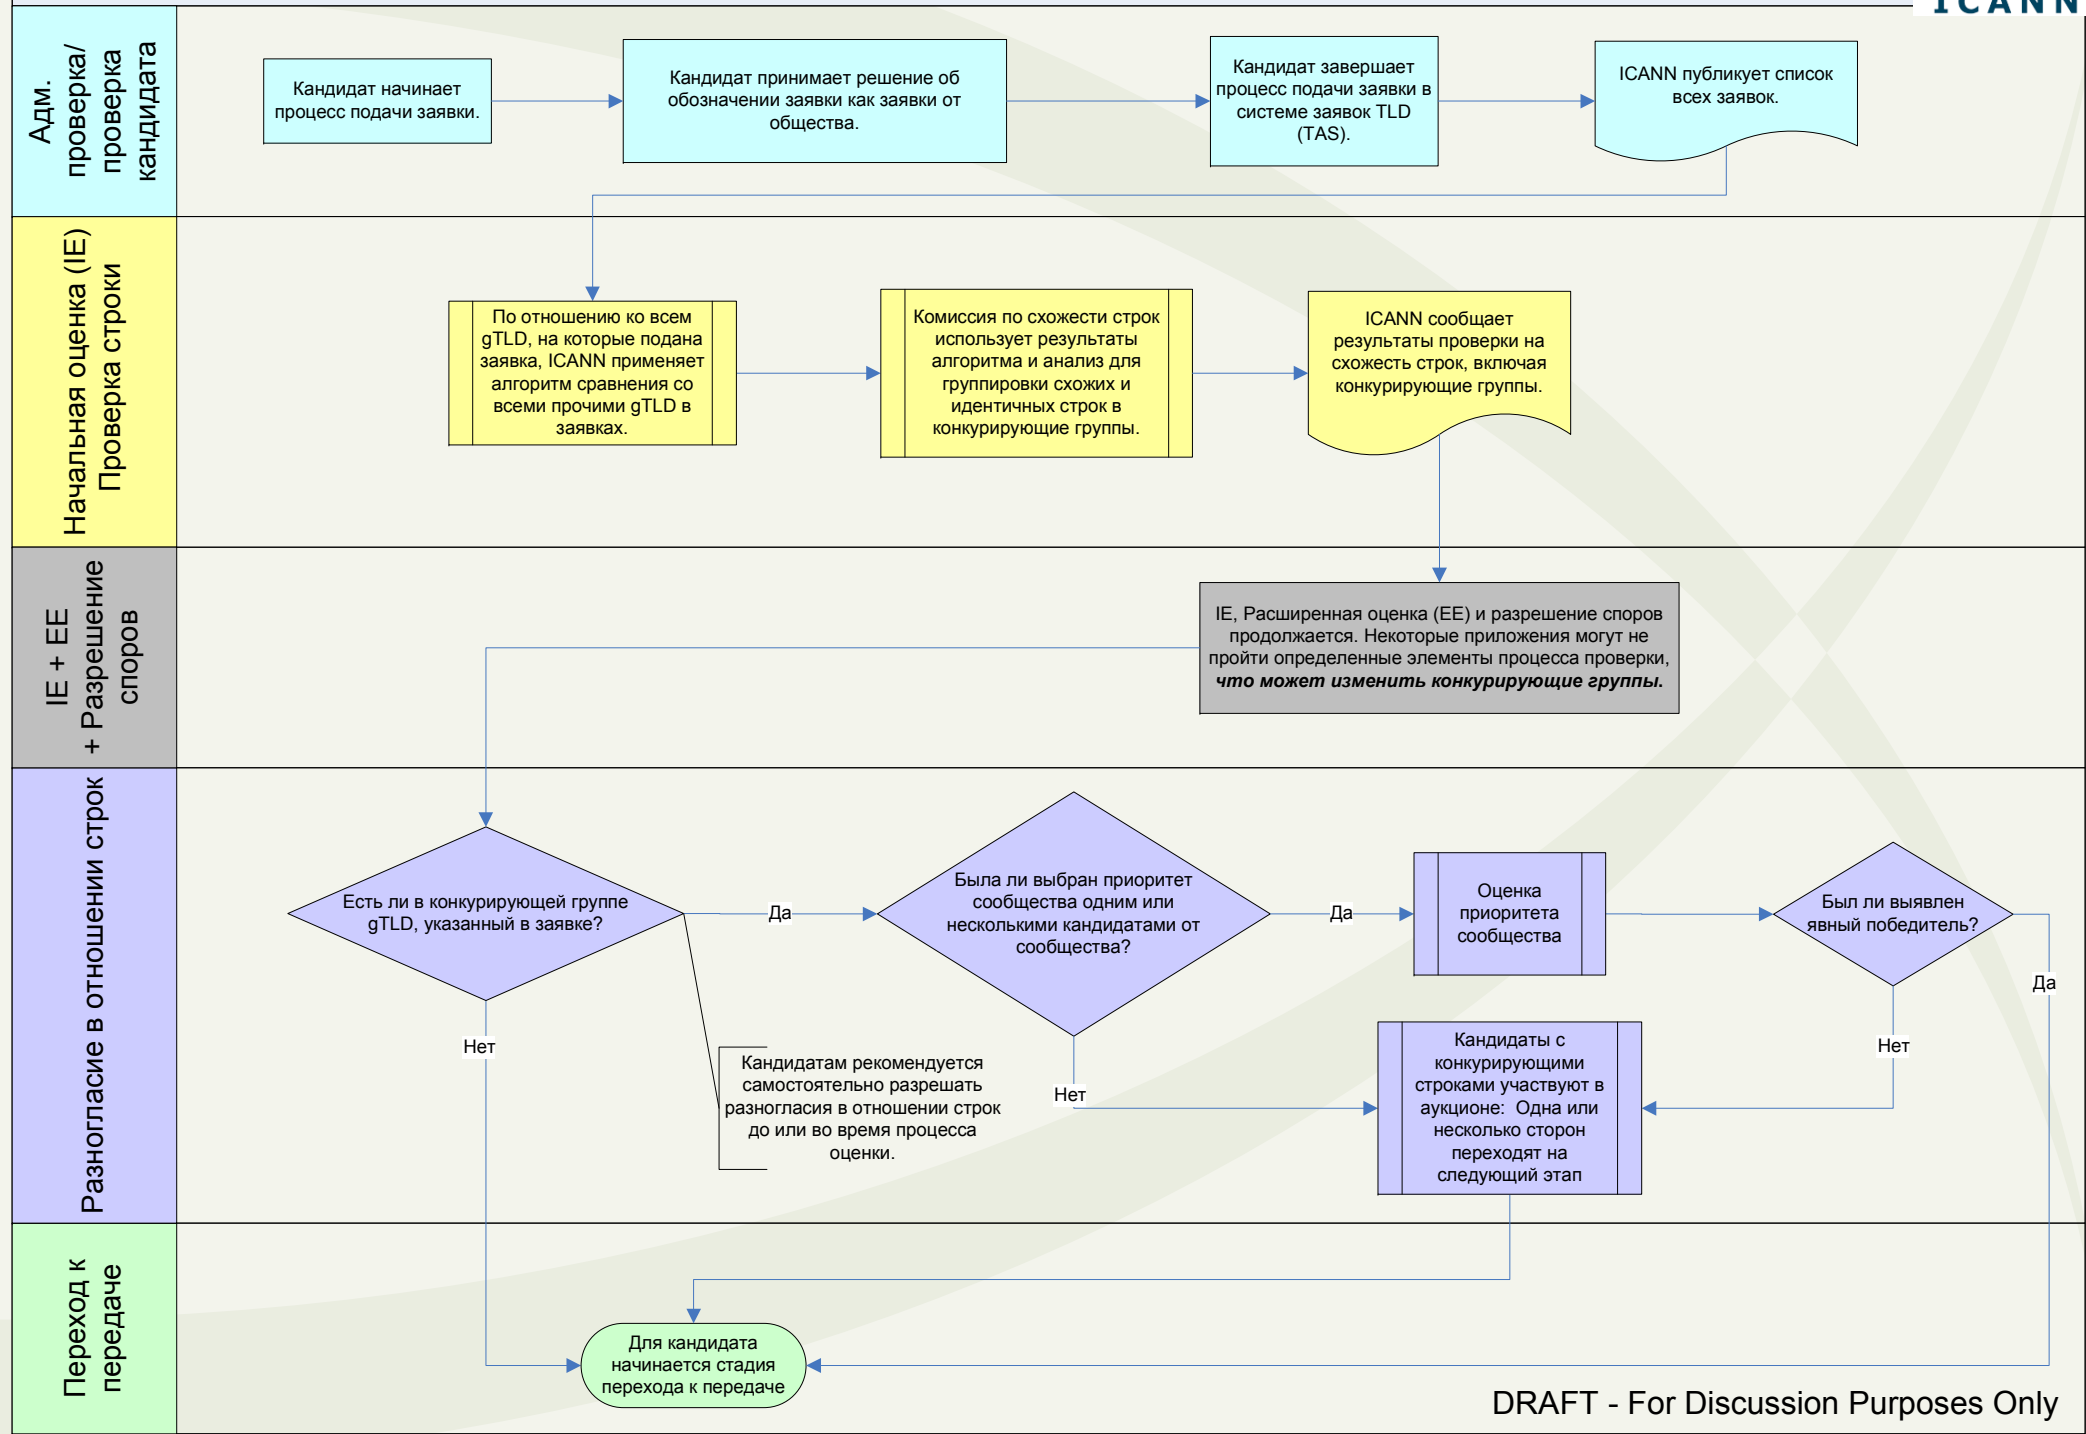 ICANN
Адм.
проверка/
проверка
кандидата
Кандидат начинает
процесс подачи заявки.
Кандидат принимает решение об
обозначении заявки как заявки от
общества.
Кандидат завершает
процесс подачи заявки в
системе заявок TLD
(TAS).
ICANN публикует список
всех заявок.
Начальная оценка (IE)
Проверка строки
По отношению ко всем
gTLD, на которые подана
заявка, ICANN применяет
алгоритм сравнения со
всеми прочими gTLD в
заявках.
Комиссия по схожести строк
использует результаты
алгоритма и анализ для
группировки схожих и
идентичных строк в
конкурирующие группы.
ICANN сообщает
результаты проверки на
схожесть строк, включая
конкурирующие группы.
IE + EE
+ Разрешение
споров
IE, Расширенная оценка (EE) и разрешение споров
продолжается. Некоторые приложения могут не
пройти определенные элементы процесса проверки,
что может изменить конкурирующие группы.
Разногласие в отношении строк
Есть ли в конкурирующей группе
gTLD, указанный в заявке?
Да
Была ли выбран приоритет
сообщества одним или
несколькими кандидатами от
сообщества?
Да
Оценка
приоритета
сообщества
Был ли выявлен
явный победитель?
Да
Нет
Кандидатам рекомендуется
самостоятельно разрешать
разногласия в отношении строк
до или во время процесса
оценки.
Нет
Кандидаты с
конкурирующими
строками участвуют в
аукционе: Одна или
несколько сторон
переходят на
следующий этап
Нет
Переход к
передаче
Для кандидата
начинается стадия
перехода к передаче
DRAFT - For Discussion Purposes Only